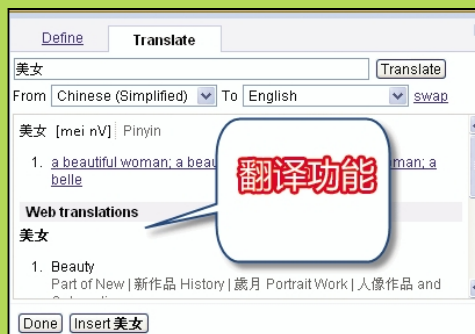 Define Translate
美女 Translate
From Chinese (Simplified) To English swap
美女 [mei nV] Pinyin
1. a beautiful woman; a man; a
belle
翻译功能
Web translations
美女
1. Beauty
Part of New | 新作品 History | 歲月 Portrait Work | 人像作品 and
Done Insert 美女